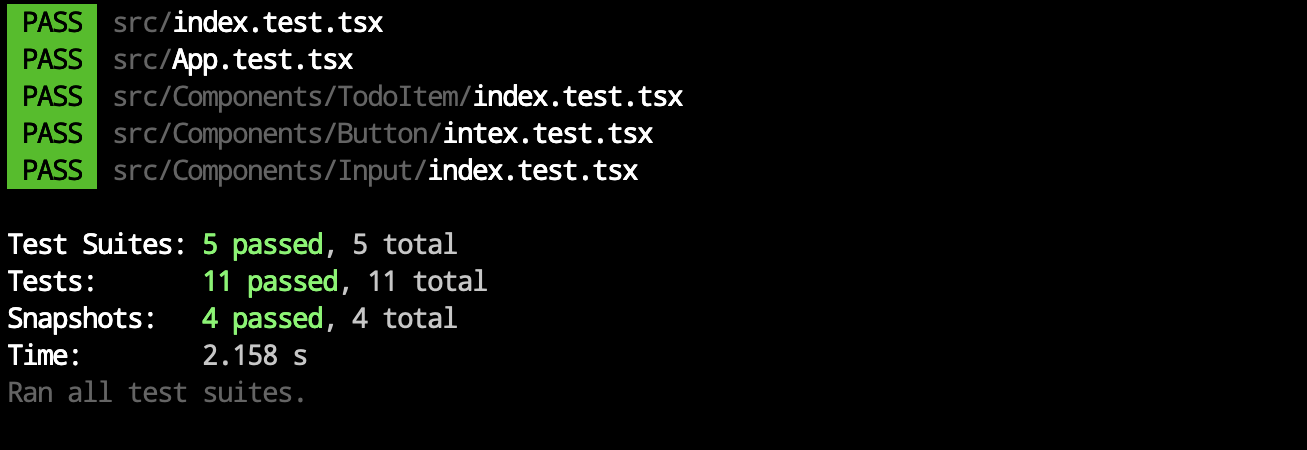 PASS src/index.test.tsx
PASS src/App.test.tsx
PASS src/Components/TodoItem/index.test.tsx
PASS src/Components/Button/intex.test.tsx
PASS src/Components/Input/index.test.tsx
Test Suites: 5 passed, 5 total
Tests: 11 passed, 11 total
Snapshots: 4 passed, 4 total
Time: 2.158 s
Ran all test suites.